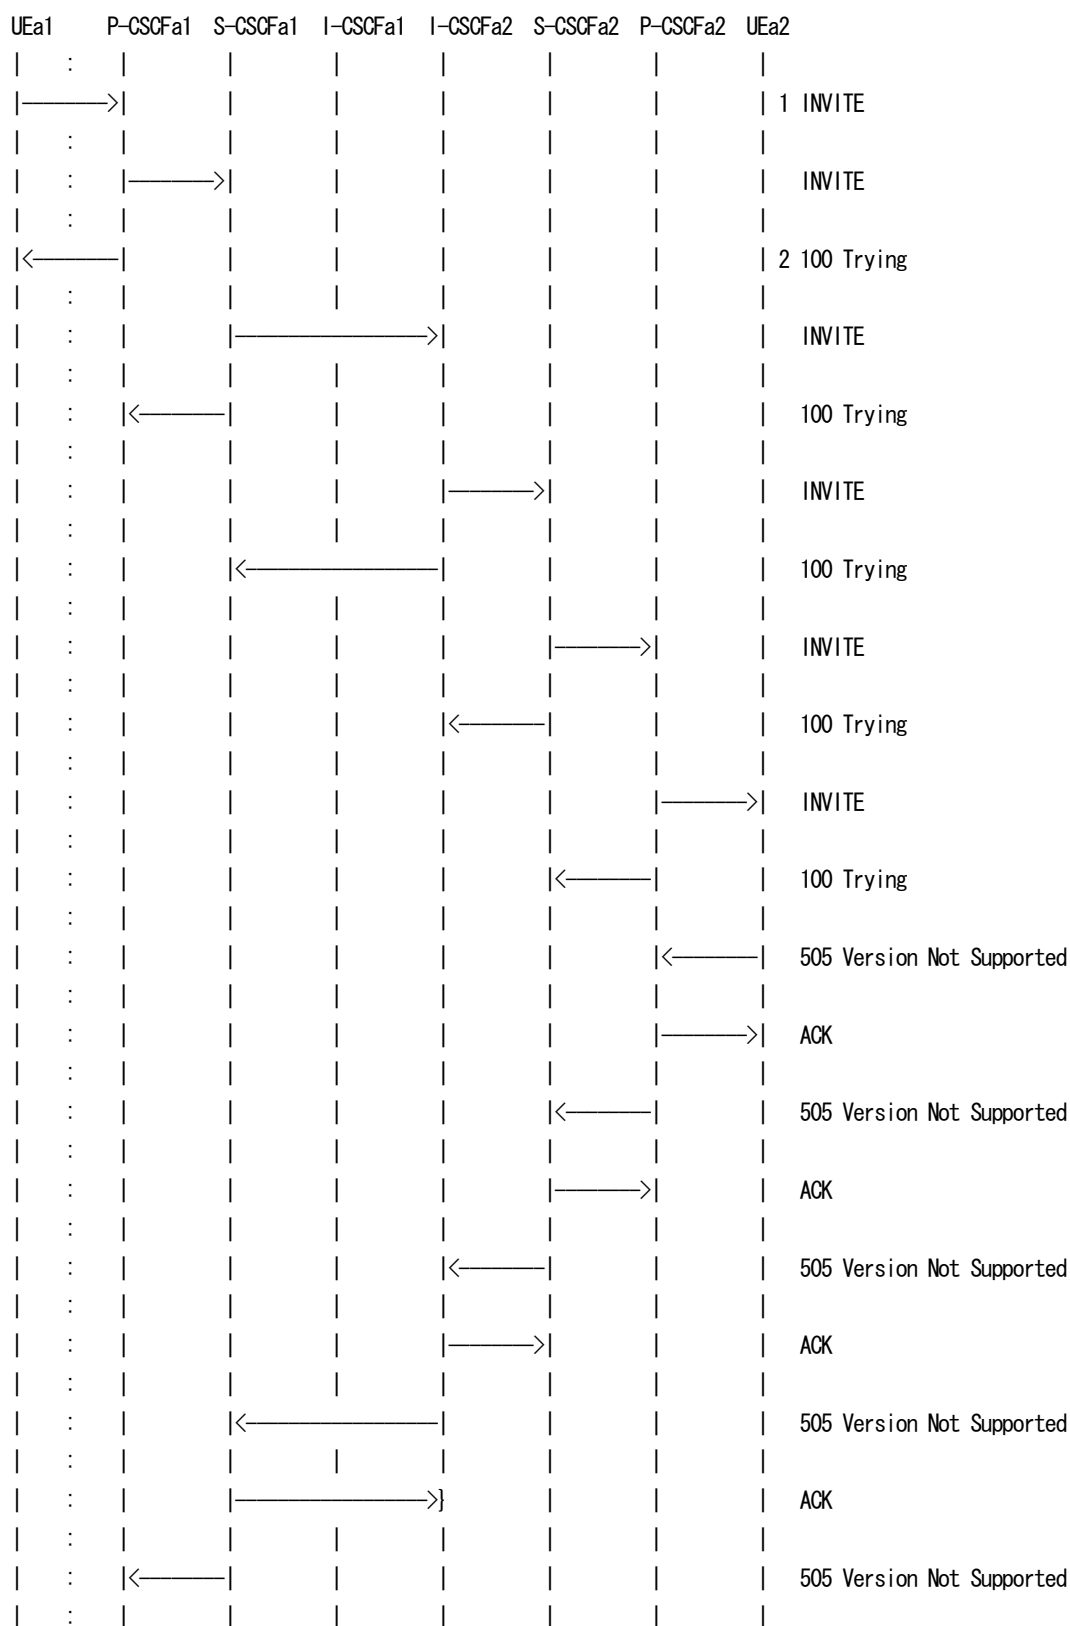 UEa1 P-CSCFa1 S-CSCFa1 I-CSCFa1 I-CSCFa2 S-CSCFa2 P-CSCFa2 UEa2
| : | | | | | | |
|-------->| | | | | | | 1 INVITE
| : | | | | | | |
| : |-------->| | | | | | INVITE
| : | | | | | | |
|<--------| | | | | | | 2 100 Trying
| : | | | | | | |
| : | |------------------>| | | | INVITE
| : | | | | | | |
| : |<--------| | | | | | 100 Trying
| : | | | | | | |
| : | | | |-------->| | | INVITE
| : | | | | | | |
| : | |<------------------| | | | 100 Trying
| : | | | | | | |
| : | | | | |-------->| | INVITE
| : | | | | | | |
| : | | | |<--------| | | 100 Trying
| : | | | | | | |
| : | | | | | |-------->| INVITE
| : | | | | | | |
| : | | | | |<--------| | 100 Trying
| : | | | | | | |
| : | | | | | |<--------| 505 Version Not Supported
| : | | | | | | |
| : | | | | | |-------->| ACK
| : | | | | | | |
| : | | | | |<--------| | 505 Version Not Supported
| : | | | | | | |
| : | | | | |-------->| | ACK
| : | | | | | | |
| : | | | |<--------| | | 505 Version Not Supported
| : | | | | | | |
| : | | | |-------->| | | ACK
| : | | | | | | |
| : | |<------------------| | | | 505 Version Not Supported
| : | | | | | | |
| : | |------------------>} | | | ACK
| : | | | | | | |
| : |<--------| | | | | | 505 Version Not Supported
| : | | | | | | |